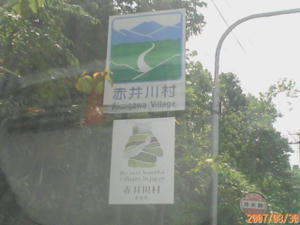 赤井川村
Akaigawa Village
the most beautiful
villages in japan
赤井川村
2007/08/30